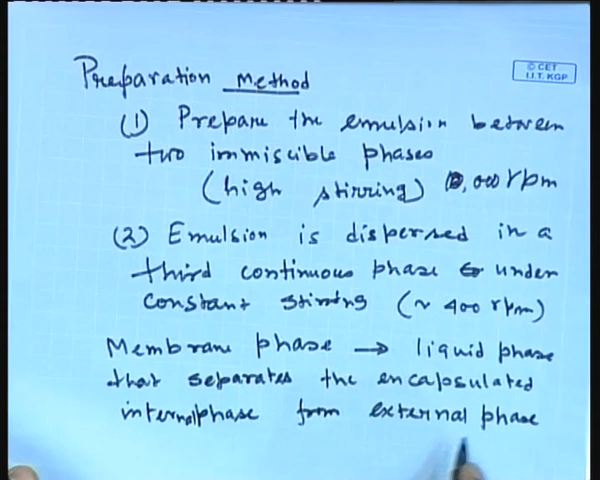 © CET
I.I.T. KGP
Preparation Method
(1) Prepare the emulsion between
two immiscible phases
(high stirring) 10,000 rpm
(2) Emulsion is dispersed in a
third continuous phase under
constant stirring (~ 400 rpm)
Membrane phase → liquid phase
that separates the encapsulated
internal phase from external phase